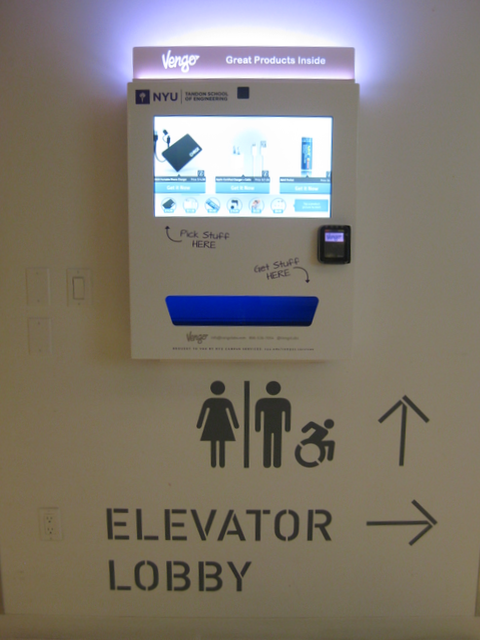 Vengo Great Products Inside
NYU TANDON SCHOOL
OF ENGINEERING
Get It Now Get It Now Get It Now
Pick Stuff
HERE
Get Stuff
HERE
Vengo
Vengo
ELEVATOR
LOBBY